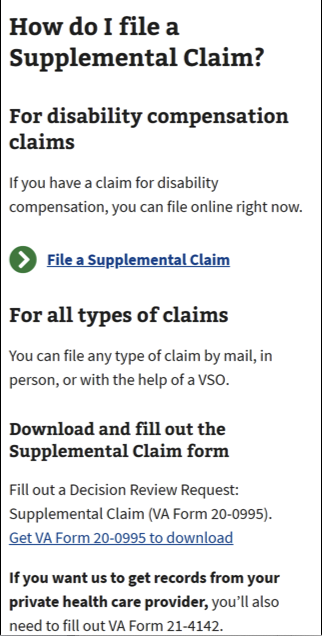 How do I file a
Supplemental Claim?
For disability compensation
claims
If you have a claim for disability
compensation, you can file online right now.
File a Supplemental Claim
For all types of claims
You can file any type of claim by mail, in
person, or with the help of a VSO.
Download and fill out the
Supplemental Claim form
Fill out a Decision Review Request:
Supplemental Claim (VA Form 20-0995).
Get VA Form 20-0995 to download
If you want us to get records from your
private health care provider, you’ll also
need to fill out VA Form 21-4142.